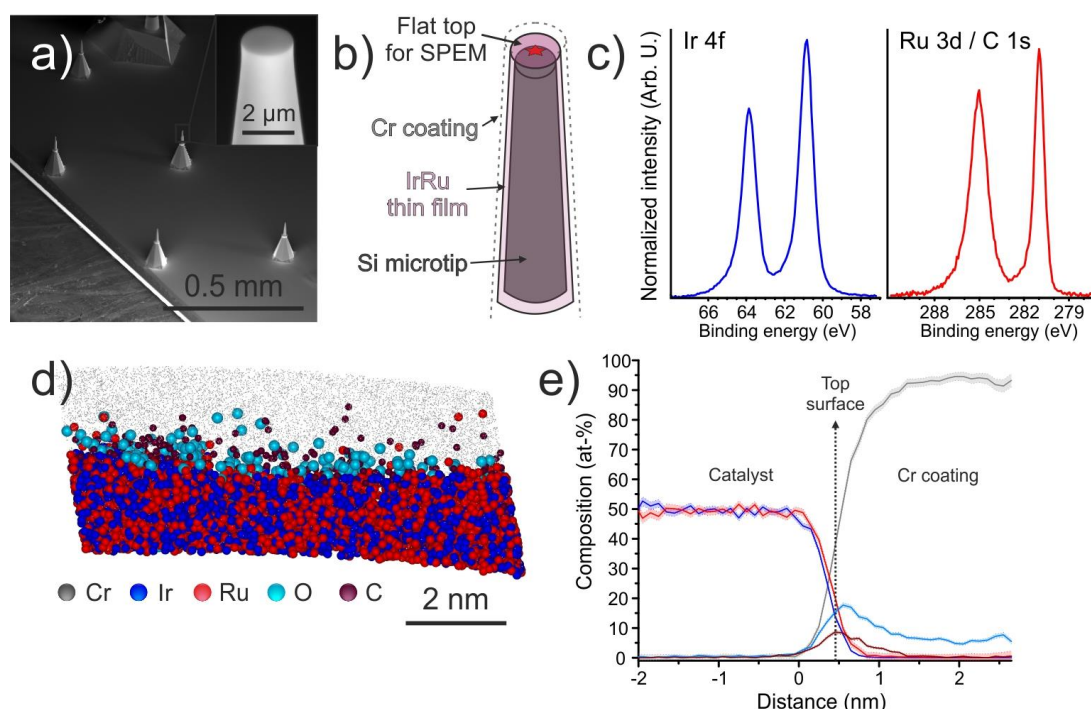 a)
2 µm
0.5 mm
b)
Flat top
for SPEM
Cr coating
IrRu
thin film
Si microtip
c)
Normalized intensity (Arb. U.)
Ir 4f
66 64 62 60 58
Binding energy (eV)
Ru 3d / C 1s
288 285 282 279
Binding energy (eV)
d)
Cr Ir Ru O C
2 nm
e)
Composition (at-%)
100
90
80
70
60
50
40
30
20
10
0
Top
surface
Catalyst
Cr coating
-2 -1 0 1 2
Distance (nm)